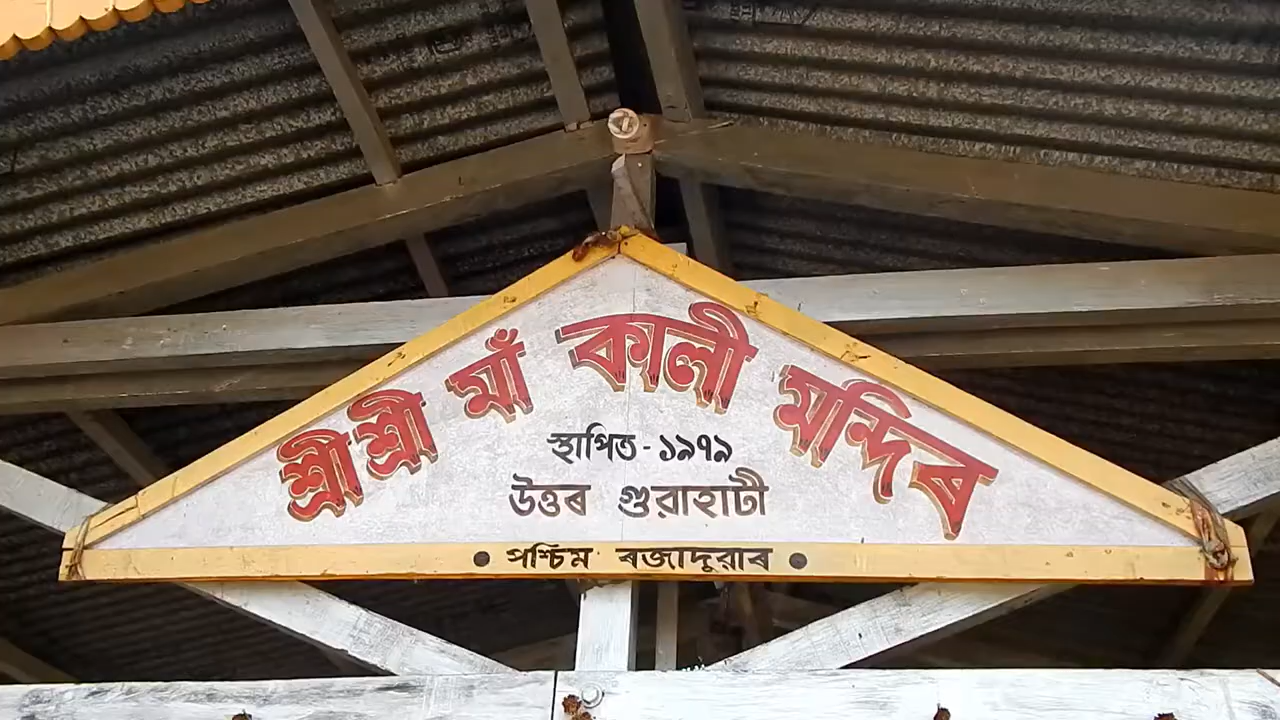 শ্রীশ্রী মাঁ কালী মন্দিৰ
স্থাপিত - ১৯৭৯
উত্তৰ গুৱাহাটী
• পশ্চিম ৰজাদুৱাৰ •